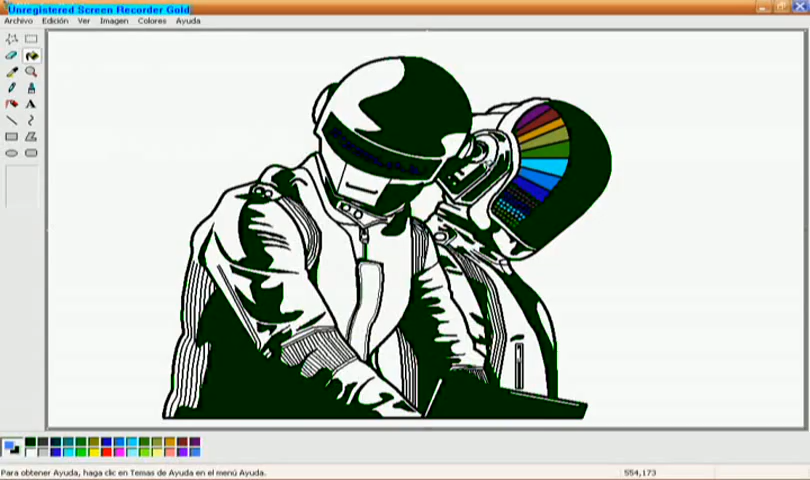 Unregistered Screen Recorder Gold
Archivo Edición Ver Imagen Colores Ayuda
A
Para obtener Ayuda, haga clic en Temas de Ayuda en el menú Ayuda.
554,173